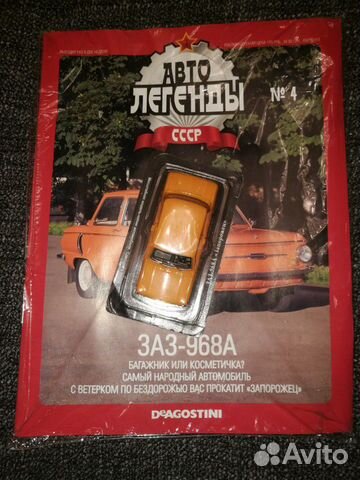 АВТО
ЛЕГЕНДЫ
СССР
№ 4
ЗАЗ-968А
БАГАЖНИК ИЛИ КОСМЕТИЧКА?
САМЫЙ НАРОДНЫЙ АВТОМОБИЛЬ
С ВЕТЕРКОМ ПО БЕЗДОРОЖЬЮ ВАС ПРОКАТИТ «ЗАПОРОЖЕЦ»
DEAGOSTINI
Avito